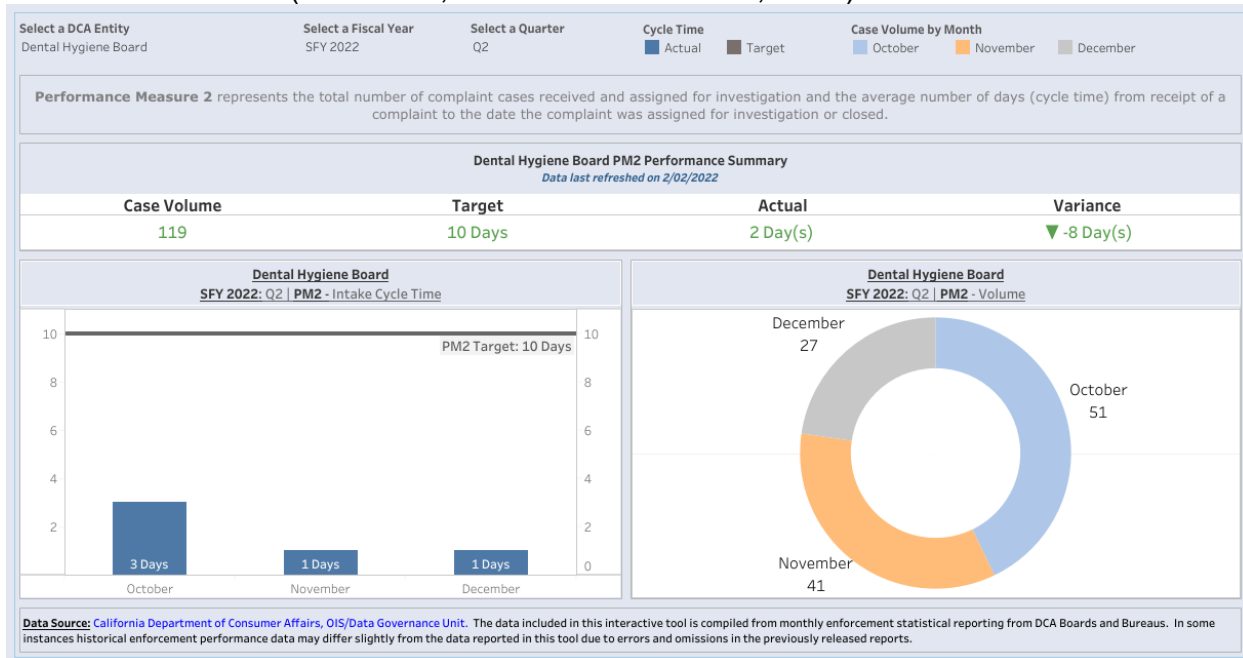 Select a DCA Entity
Dental Hygiene Board
Select a Fiscal Year
SFY 2022
Select a Quarter
Q2
Cycle Time
Actual Target
Case Volume by Month
October November December
Performance Measure 2 represents the total number of complaint cases received and assigned for investigation and the average number of days (cycle time) from receipt of a
complaint to the date the complaint was assigned for investigation or closed.
Dental Hygiene Board PM2 Performance Summary
Data last refreshed on 2/02/2022
Case Volume Target Actual Variance
119 10 Days 2 Day(s) ▼ -8 Day(s)
Dental Hygiene Board
SFY 2022: Q2 | PM2 - Intake Cycle Time
10 10
PM2 Target: 10 Days
8 8
6 6
4 4
2 2
3 Days 1 Days 1 Days 0
October November December
Dental Hygiene Board
SFY 2022: Q2 | PM2 - Volume
December
27
October
51
November
41
Data Source: California Department of Consumer Affairs, OIS/Data Governance Unit. The data included in this interactive tool is compiled from monthly enforcement statistical reporting from DCA Boards and Bureaus. In some
instances historical enforcement performance data may differ slightly from the data reported in this tool due to errors and omissions in the previously released reports.